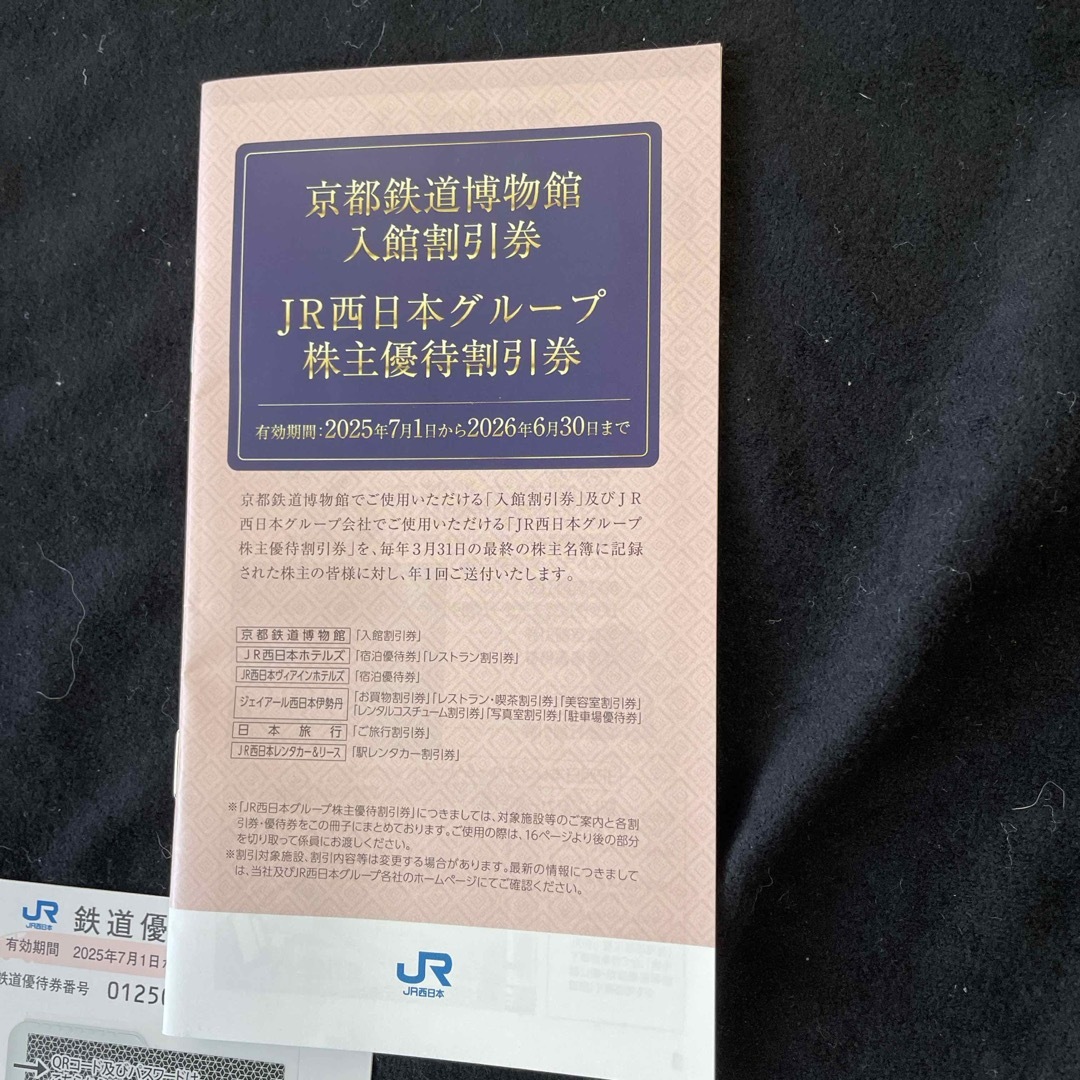 京都鉄道博物館
入館割引券
JR西日本グループ
株主優待割引券
有効期間:2025年7月1日から2026年6月30日まで
京都鉄道博物館でご使用いただける「入館割引券」及びJR
西日本グループ会社でご使用いただける「JR西日本グループ
株主優待割引券」を、毎年3月31日の最終の株主名簿に記録
された株主の皆様に対し、年1回ご送付いたします。
京都鉄道博物館 「入館割引券」
JR西日本ホテルズ 「宿泊優待券」「レストラン割引券」
JR西日本ヴィアインホテルズ 「宿泊優待券」
ジェイアール西日本伊勢丹 「お買物割引券」「レストラン・喫茶割引券」「美容室割引券」
「レンタルコスチューム割引券」「写真室割引券」「駐車場優待券」
日本旅行 「ご旅行割引券」
JR西日本レンタカー&リース 「駅レンタカー割引券」
※「JR西日本グループ株主優待割引券」につきましては、対象施設等のご案内と各割
引券・優待券をこの冊子にまとめております。ご使用の際は、16ページより後の部分
を切り取って係員にお渡しください。
※割引対象施設、割引内容等は変更する場合があります。最新の情報につきまして
は、当社及びJR西日本グループ各社のホームページにてご確認ください。
JR
JR西日本
JR
JR西日本
鉄道優
有効期間 2025年7月1日
鉄道優待券番号 0125
QRコード及びパスワードは